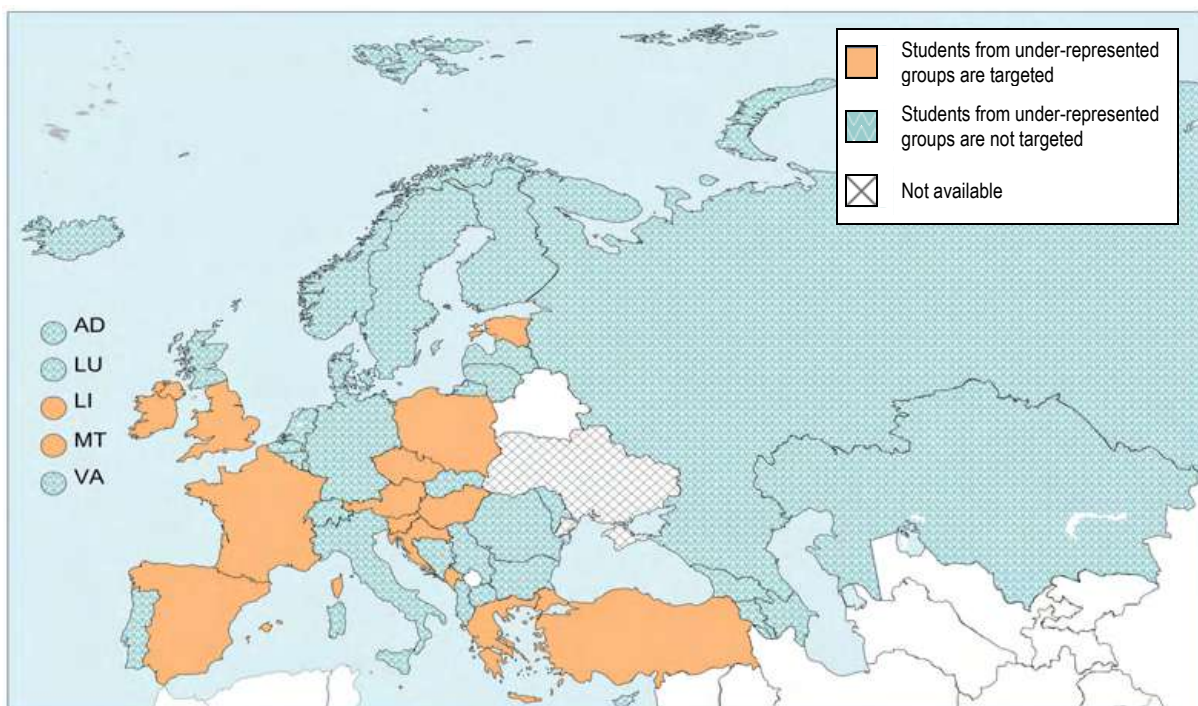 Students from under-represented
groups are targeted
Students from under-represented
groups are not targeted
Not available
AD
LU
LI
MT
VA